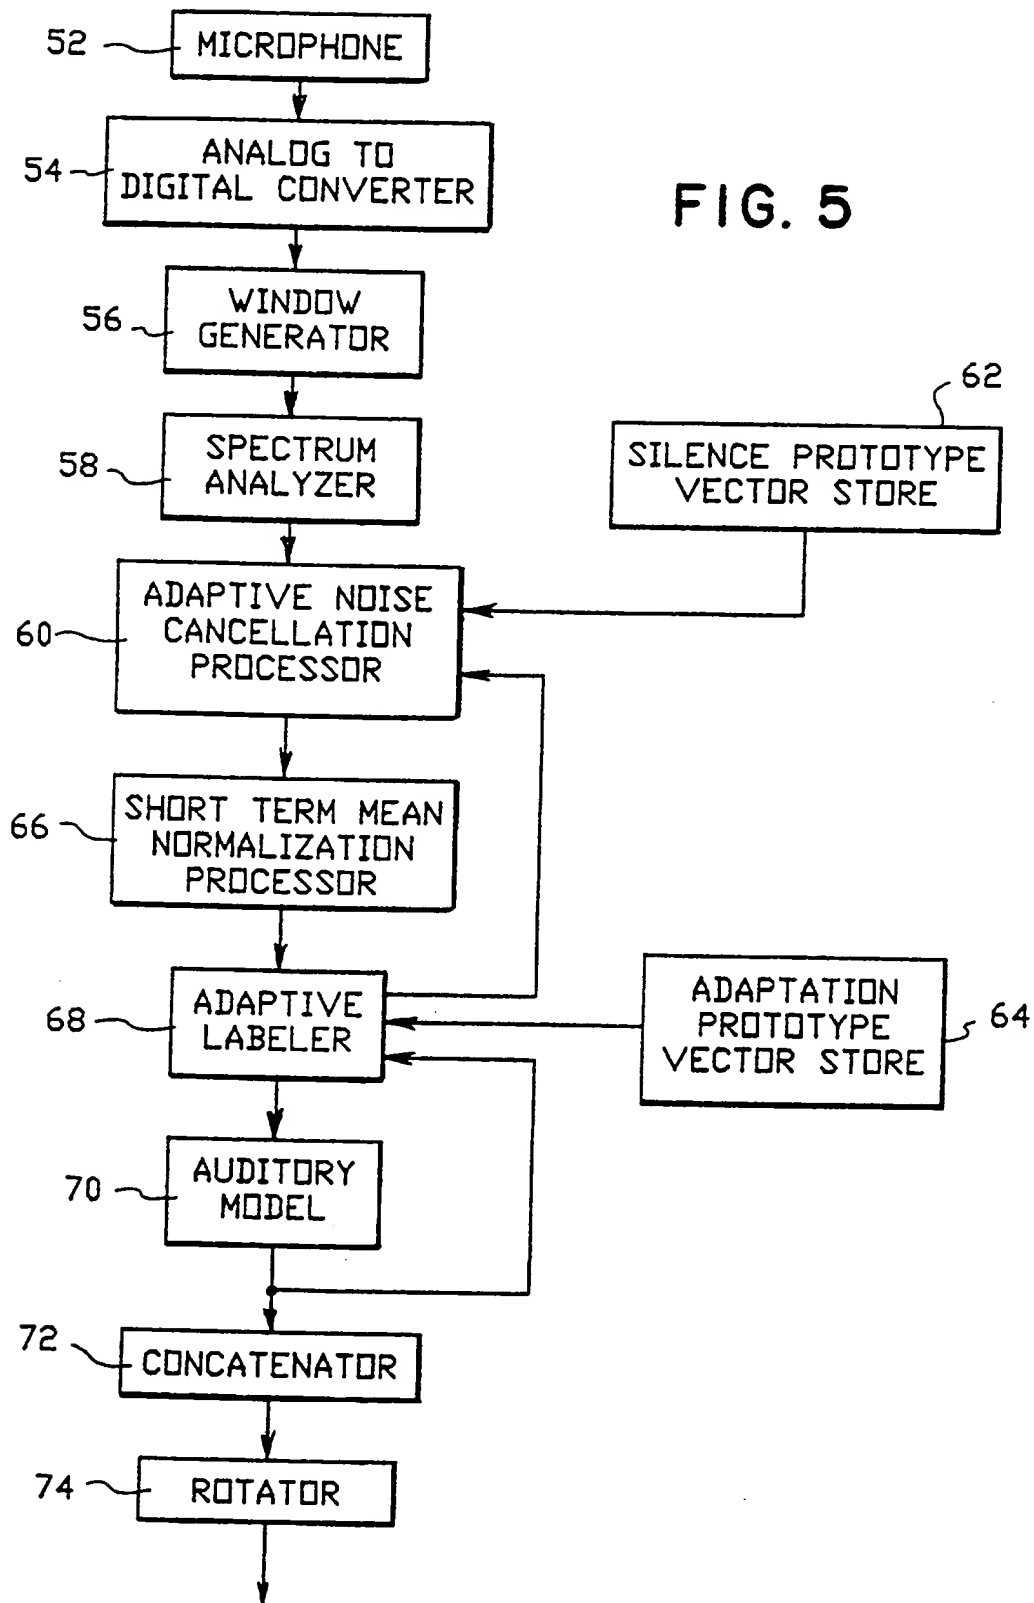 52
MICROPHONE
54
ANALOG TO
DIGITAL CONVERTER
FIG. 5
56
WINDOW
GENERATOR
62
58
SPECTRUM
ANALYZER
SILENCE PROTOTYPE
VECTOR STORE
60
ADAPTIVE NOISE
CANCELLATION
PROCESSOR
66
SHORT TERM MEAN
NORMALIZATION
PROCESSOR
68
ADAPTIVE
LABELER
ADAPTATION
PROTOTYPE
VECTOR STORE
64
70
AUDITORY
MODEL
72
CONCATENATOR
74
ROTATOR